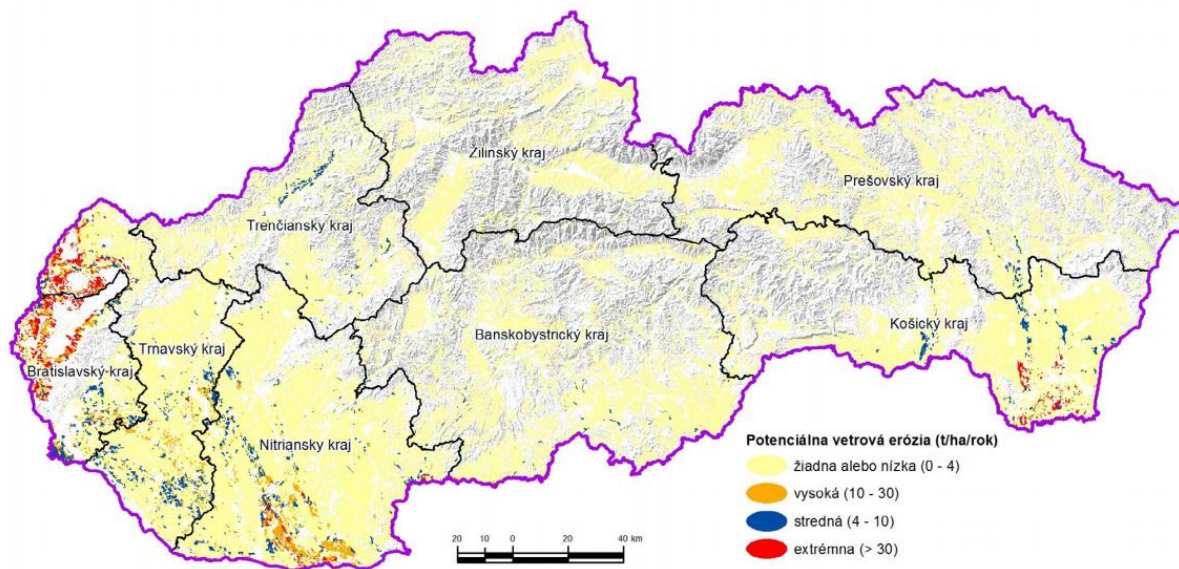 Žilinský kraj
Prešovský kraj
Trenčiansky kraj
Banskobystrický kraj
Košický kraj
Trnavský kraj
Bratislavský kraj
Nitriansky kraj
Potenciálna vetrová erózia (t/ha/rok)
žiadna alebo nízka (0 - 4)
vysoká (10 - 30)
stredná (4 - 10)
extrémna (> 30)
20 10 0 20 40 km